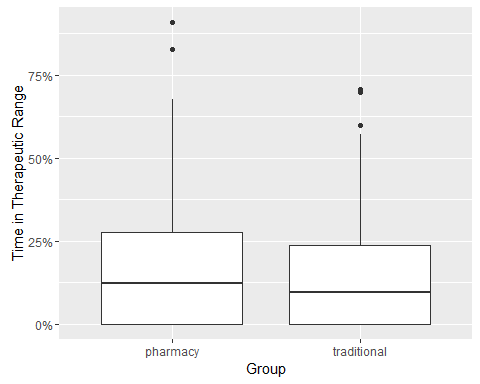 Time in Therapeutic Range
75%
50%
25%
0%
pharmacy
traditional
Group